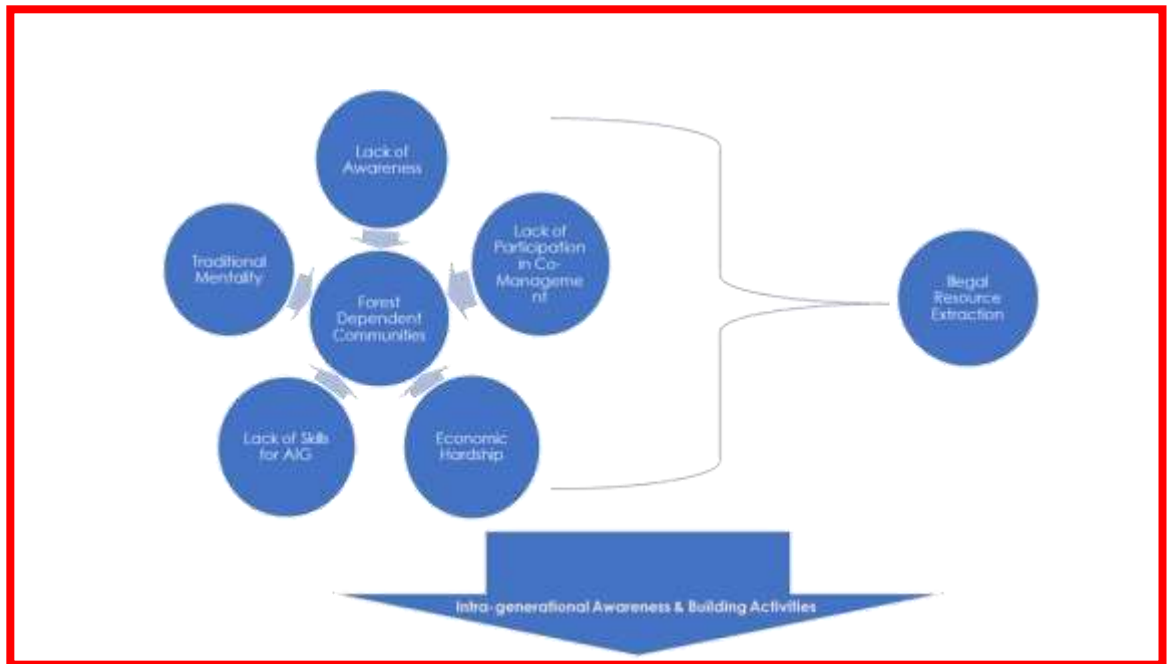 Lack of
Awareness
Traditional
Mentality
Lack of
Participation
in Co-
Manageme
nt
Forest
Dependent
Communities
Lack of Skills
for AIG
Economic
Hardship
Illegal
Resource
Extraction
Intra-generational Awareness & Building Activities